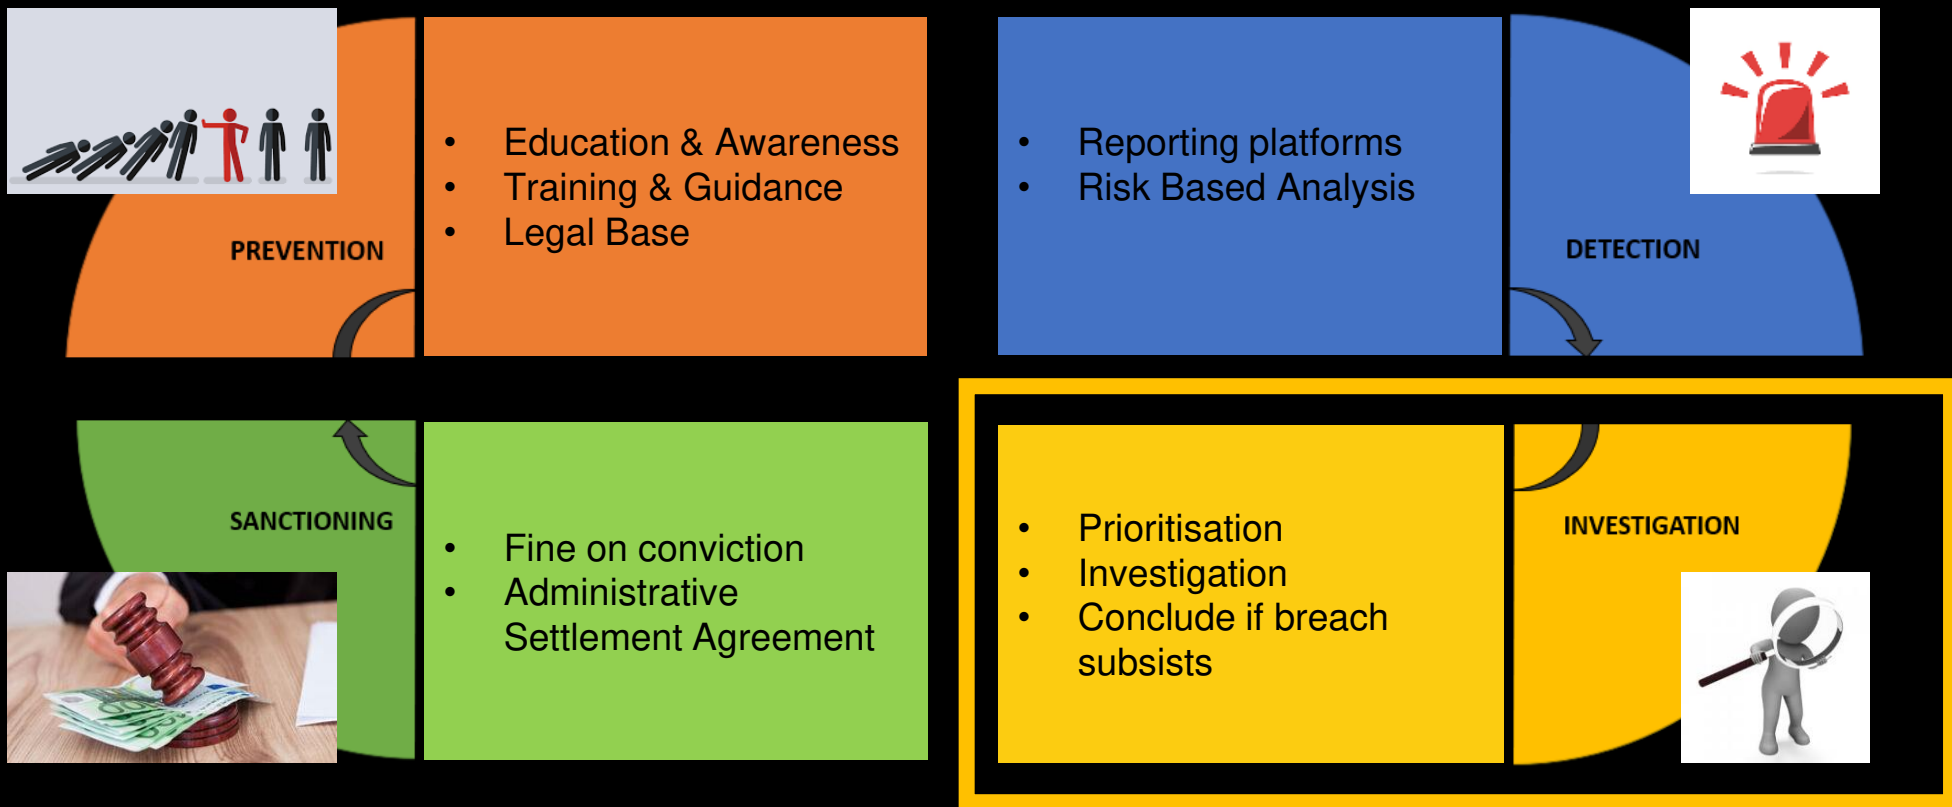 PREVENTION
• Education & Awareness
• Training & Guidance
• Legal Base
• Reporting platforms
• Risk Based Analysis
DETECTION
SANCTIONING
• Fine on conviction
• Administrative
Settlement Agreement
• Prioritisation
• Investigation
• Conclude if breach
subsists
INVESTIGATION